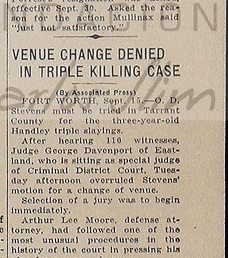 effective Sept. 30. Asked the rea-
son for the action Mullinax said
"just not satisfactory."
VENUE CHANGE DENIED
IN TRIPLE KILLING CASE
(By Associated Press)
FORT WORTH, Sept. 15.—O. D.
Stevens must be tried in Tarrant
County for the three-year-old
Handley triple slayings.
After hearing 110 witnesses,
Judge George Davenport of East-
land, who is sitting as special judge
of Criminal District Court, Tues-
day afternoon overruled Stevens'
motion for a change of venue.
Selection of a jury was to begin
immediately.
Arthur Lee Moore, defense at-
torney, had followed one of the
most unusual procedures in the
history of the court in pressing his